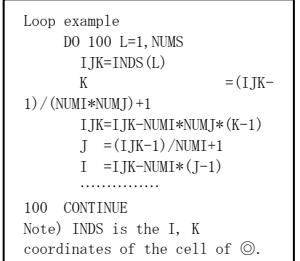 Loop example
DO 100 L=1,NUMS
IJK=INDS(L)
K =(IJK-
1)/(NUMI*NUMJ)+1
IJK=IJK-NUMI*NUMJ*(K-1)
J =(IJK-1)/NUMI+1
I =IJK-NUMI*(J-1)
……………
100 CONTINUE
Note) INDS is the I, K
coordinates of the cell of ◎.